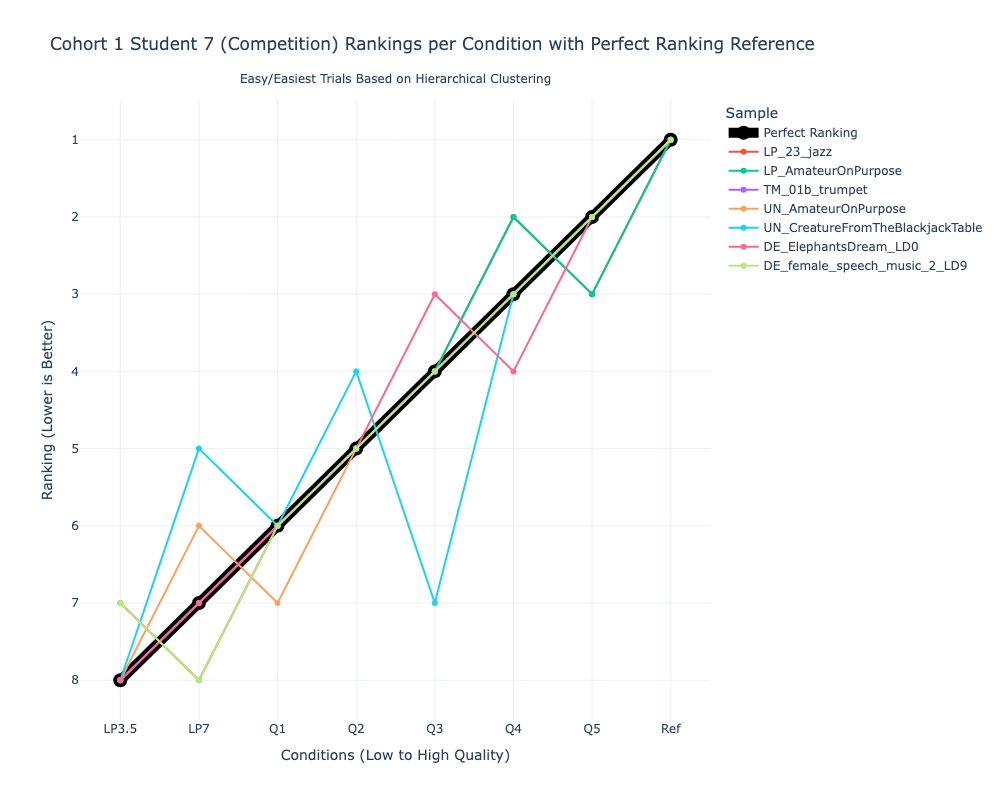 Cohort 1 Student 7 (Competition) Rankings per Condition with Perfect Ranking Reference
Easy/Easiest Trials Based on Hierarchical Clustering
Sample
Perfect Ranking
LP_23_jazz
LP_AmateurOnPurpose
TM_01b_trumpet
UN_AmateurOnPurpose
UN_CreatureFromTheBlackjackTable
DE_ElephantsDream_LD0
DE_female_speech_music_2_LD9
Ranking (Lower is Better)
1
2
3
4
5
6
7
8
LP3.5 LP7 Q1 Q2 Q3 Q4 Q5 Ref
Conditions (Low to High Quality)